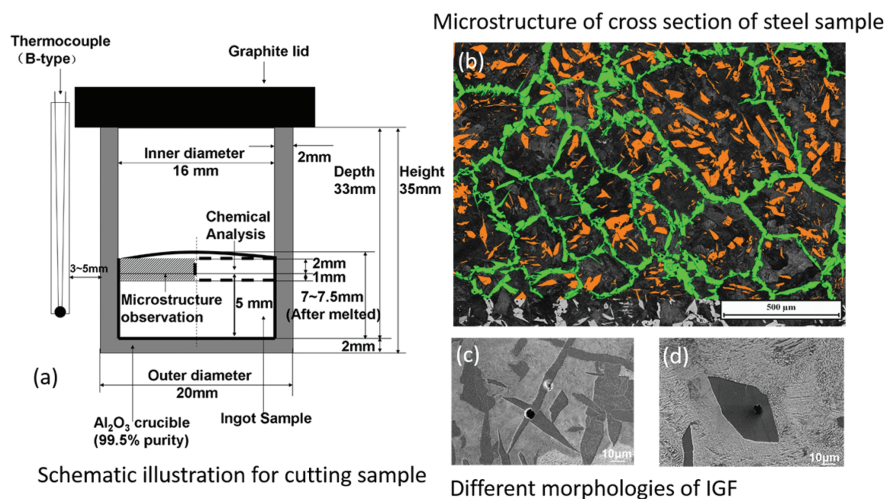 Microstructure of cross section of steel sample
Thermocouple
（B-type）
Graphite lid
(b)
Inner diameter
16 mm
2mm
Depth
33mm
Height
35mm
Chemical
Analysis
3~5mm
2mm
1mm
Microstructure
observation
5 mm
7~7.5mm
(After melted)
2mm
500 μm
(a)
Outer diameter
20mm
(c)
(d)
Al₂O₃ crucible
(99.5% purity)
Ingot Sample
10μm
10μm
Schematic illustration for cutting sample
Different morphologies of IGF